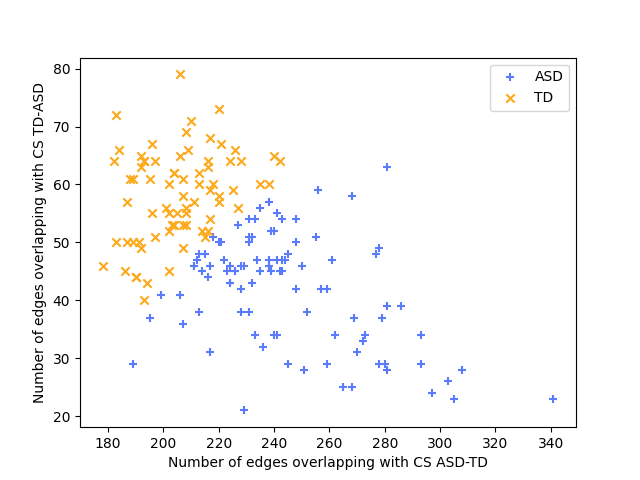 ASD
TD
Number of edges overlapping with CS TD-ASD
80
70
60
50
40
30
20
180 200 220 240 260 280 300 320 340
Number of edges overlapping with CS ASD-TD